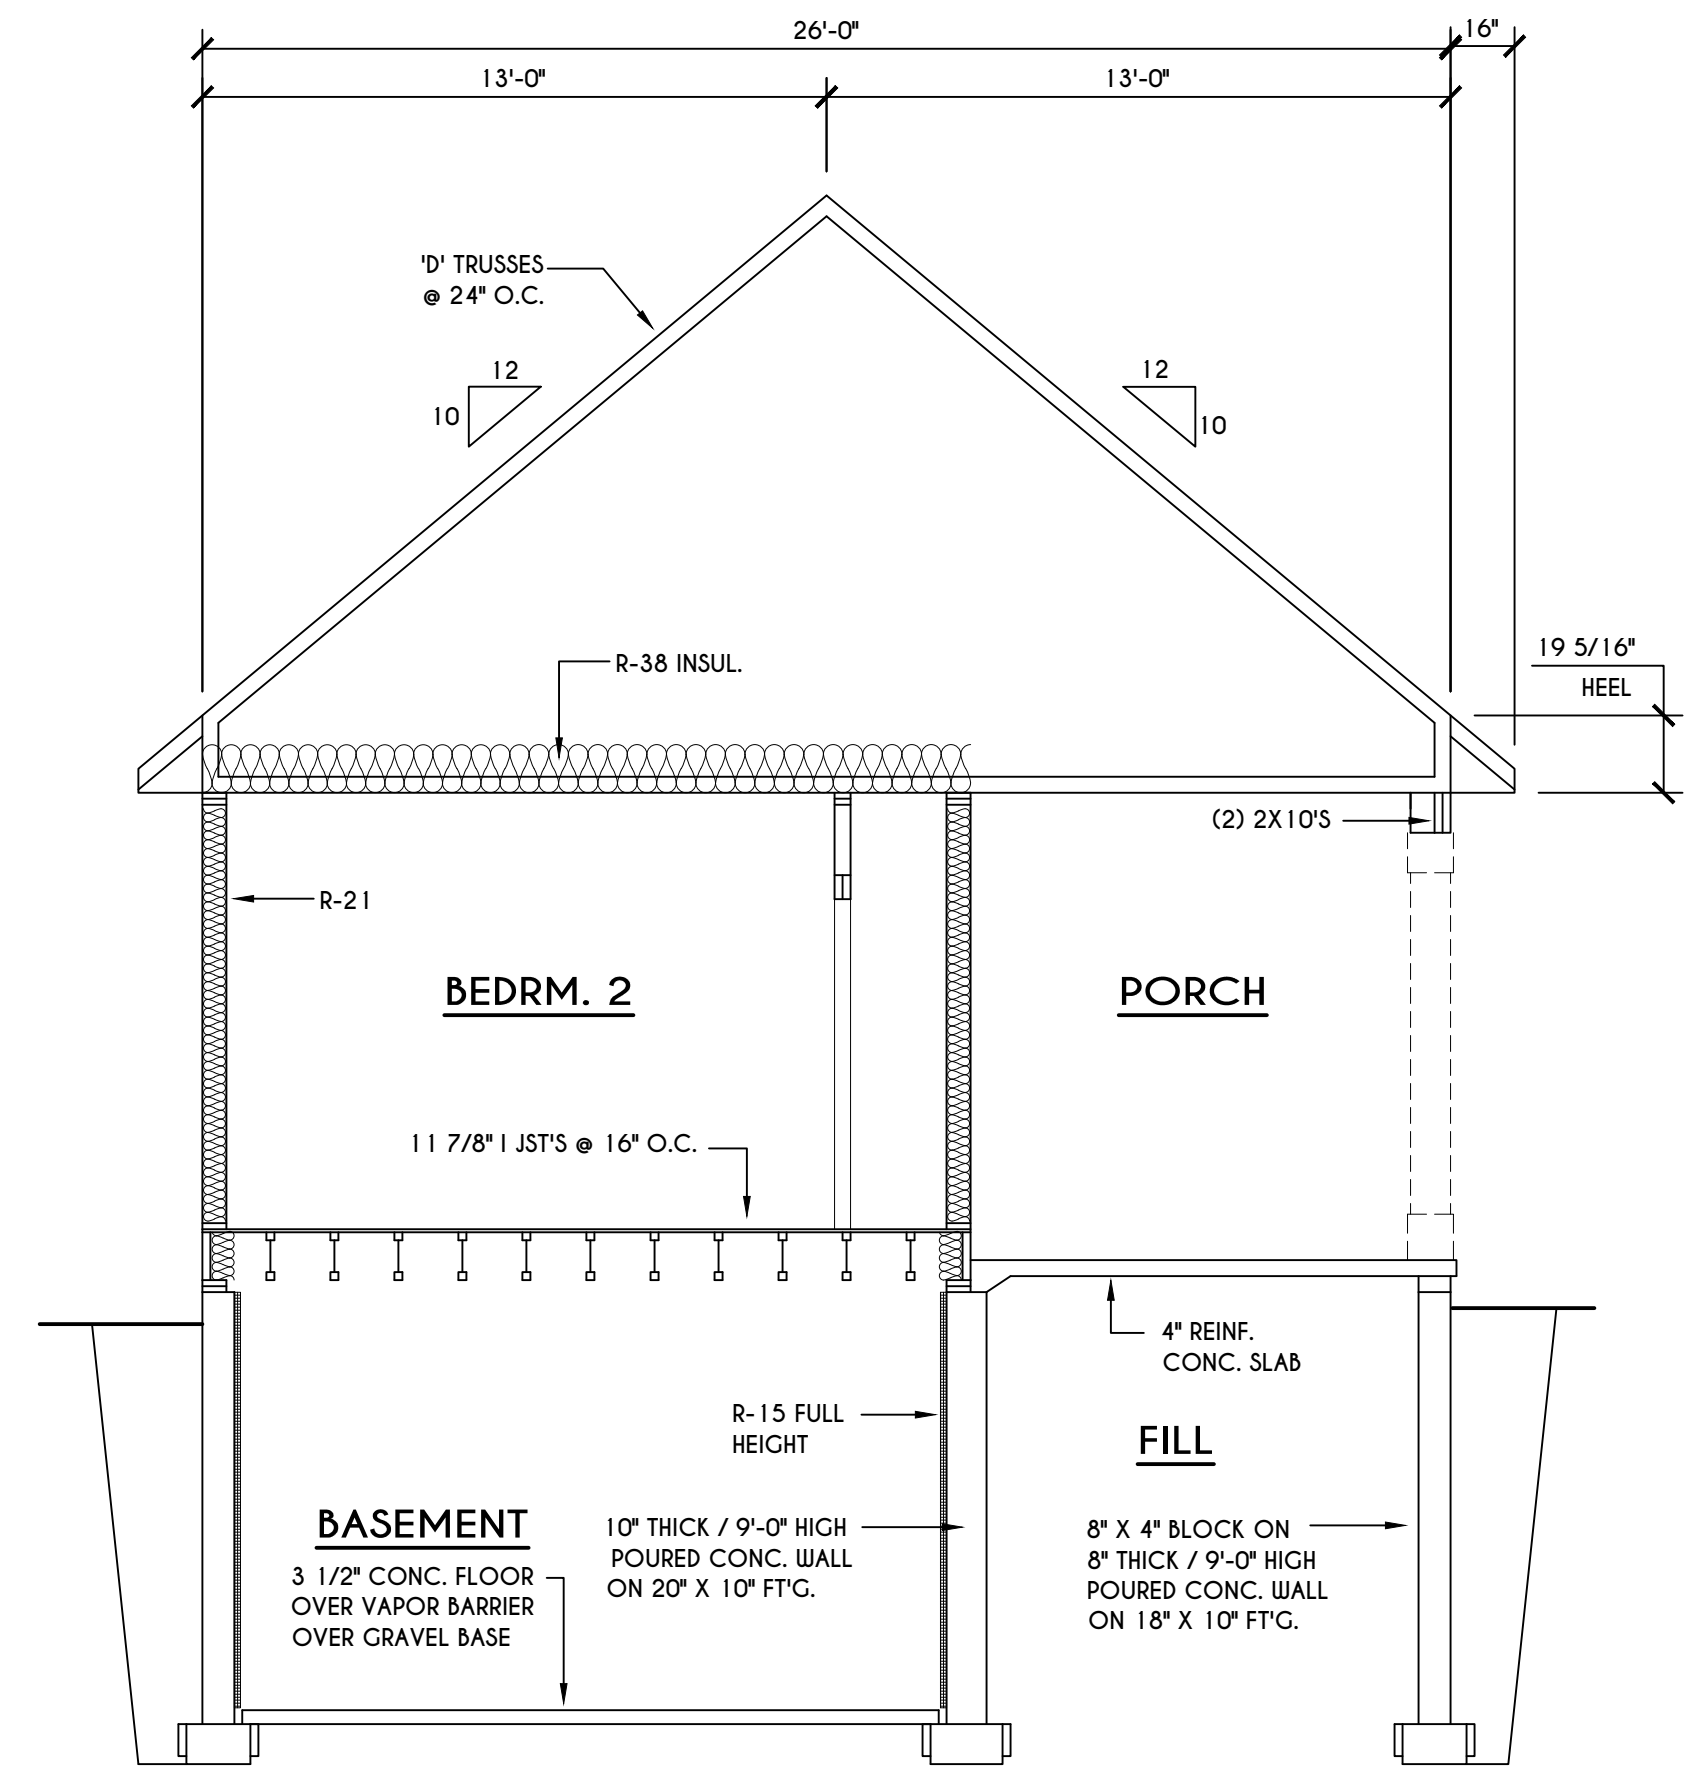 26'-0"
16"
13'-0"
13'-0"
'D' TRUSSES
@ 24" O.C.
12
10
12
10
R-38 INSUL.
19 5/16"
HEEL
(2) 2X10'S
R-21
BEDRM. 2
PORCH
11 7/8" I JST'S @ 16" O.C.
4" REINF.
CONC. SLAB
R-15 FULL
HEIGHT
FILL
BASEMENT
3 1/2" CONC. FLOOR
OVER VAPOR BARRIER
OVER GRAVEL BASE
10" THICK / 9'-0" HIGH
POURED CONC. WALL
ON 20" X 10" FT'G.
8" X 4" BLOCK ON
8" THICK / 9'-0" HIGH
POURED CONC. WALL
ON 18" X 10" FT'G.